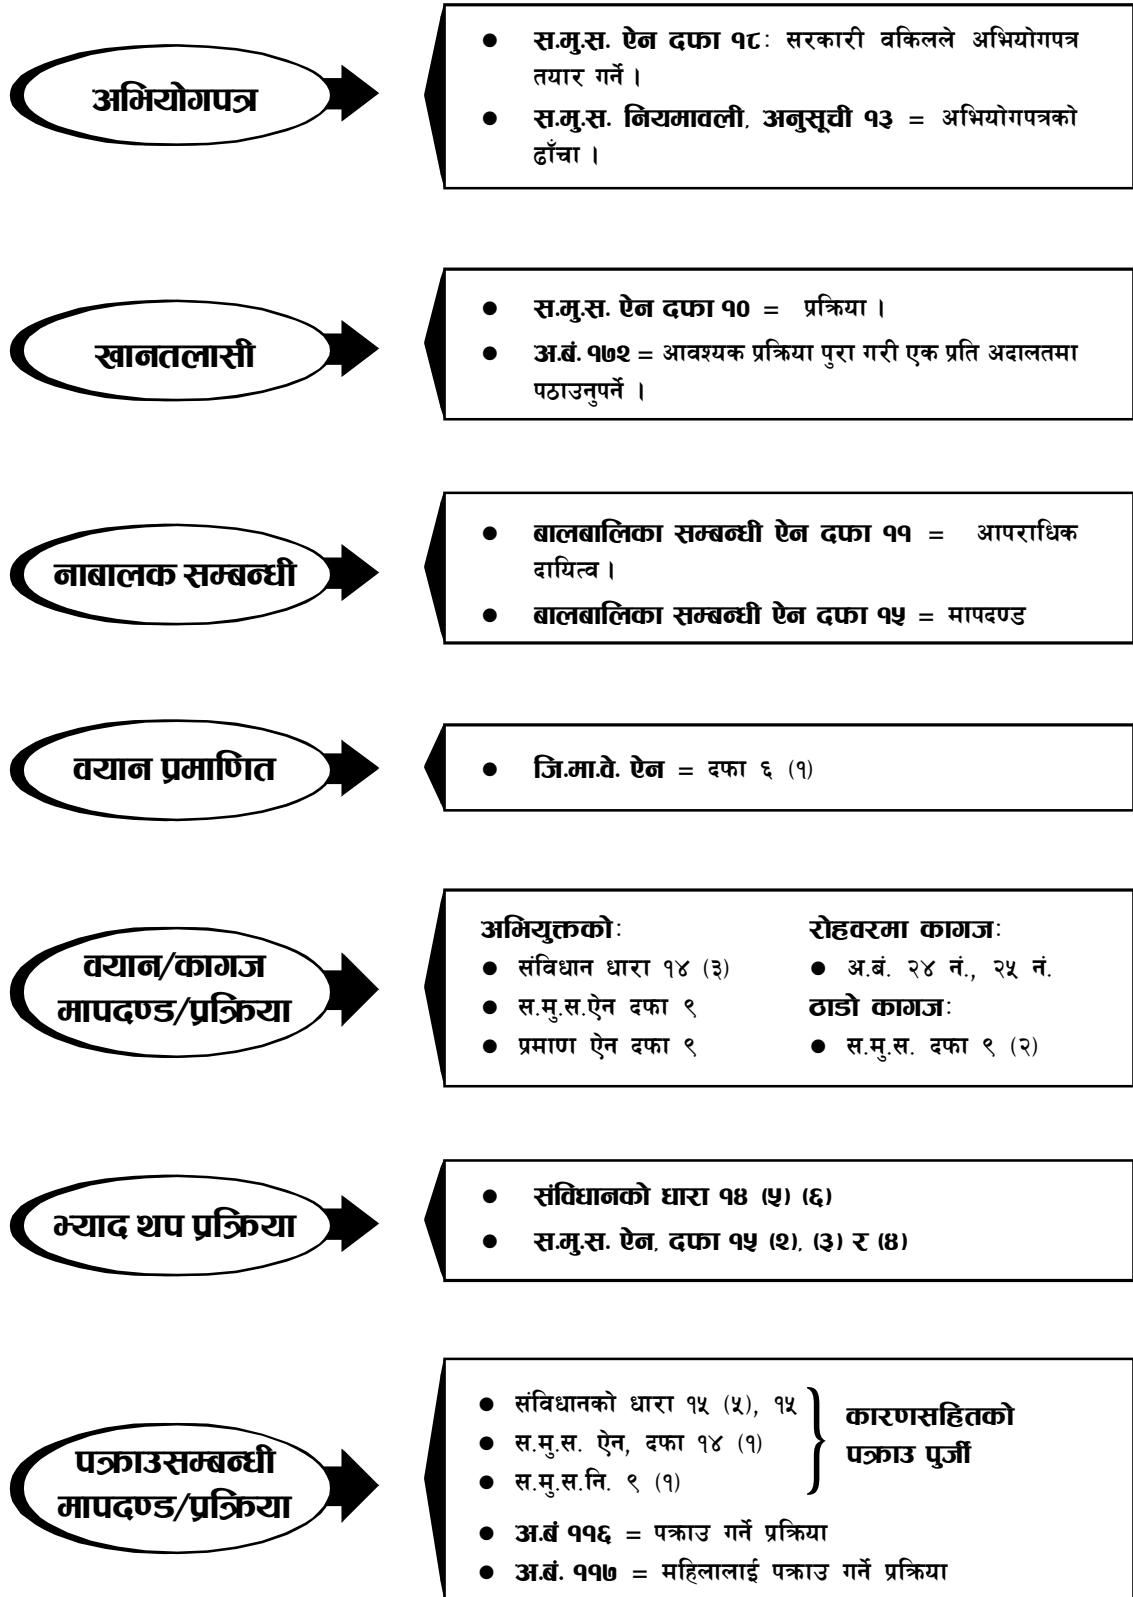 अभियोगपत्र
● स.मु.स. ऐन दफा १८: सरकारी वकिलले अभियोगपत्र
तयार गर्ने ।
● स.मु.स. नियमावली, अनुसूची १३ = अभियोगपत्रको
ढाँचा ।
खानतलासी
● स.मु.स. ऐन दफा १० = प्रक्रिया ।
● अ.बं. १७२ = आवश्यक प्रक्रिया पुरा गरी एक प्रति अदालतमा
पठाउनुपर्ने ।
नाबालक सम्बन्धी
● बालबालिका सम्बन्धी ऐन दफा ११ = आपराधिक
दायित्व ।
● बालबालिका सम्बन्धी ऐन दफा १५ = मापदण्ड
वयान प्रमाणित
● जि.मा.वे. ऐन = दफा ६ (१)
वयान/कागज
मापदण्ड/प्रक्रिया
अभियुक्तको:
● संविधान धारा १४ (३)
● स.मु.स.ऐन दफा ९
● प्रमाण ऐन दफा ९
रोहवरमा कागज:
● अ.बं. २४ नं., २५ नं.
ठाडो कागज:
● स.मु.स. दफा ९ (२)
भ्याद थप प्रक्रिया
● संविधानको धारा १४ (५) (६)
● स.मु.स. ऐन, दफा १५ (२), (३) र (४)
पक्राउसम्बन्धी
मापदण्ड/प्रक्रिया
● संविधानको धारा १५ (५), १५
● स.मु.स. ऐन, दफा १४ (१)
● स.मु.स.नि. ९ (१)
कारणसहितको
पक्राउ पुर्जी
● अ.बं ११६ = पक्राउ गर्ने प्रक्रिया
● अ.बं. ११७ = महिलालाई पक्राउ गर्ने प्रक्रिया